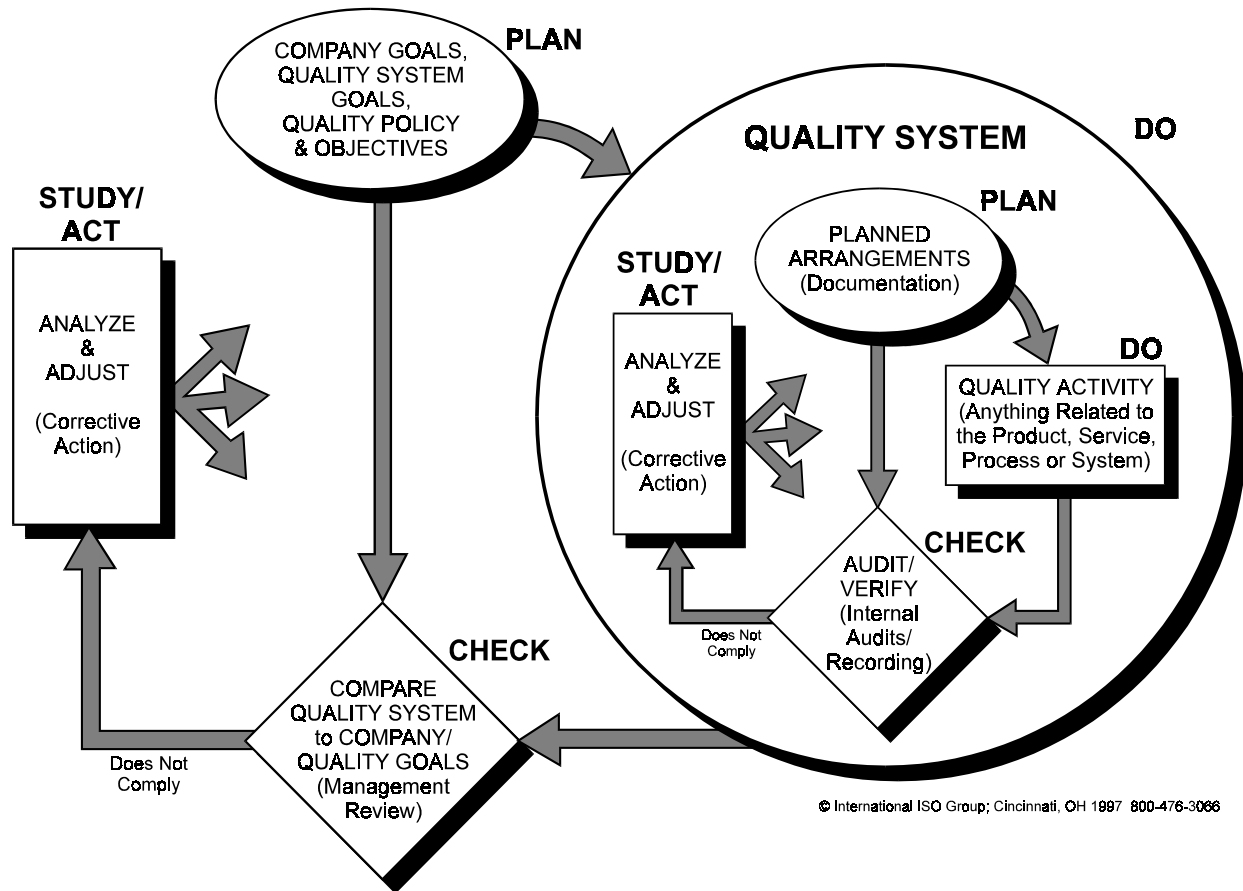 PLAN
COMPANY GOALS,
QUALITY SYSTEM
GOALS,
QUALITY POLICY
& OBJECTIVES
STUDY/
ACT
ANALYZE
&
ADJUST
(Corrective
Action)
Does Not
Comply
CHECK
COMPARE
QUALITY SYSTEM
to COMPANY/
QUALITY GOALS
(Management
Review)
DO
QUALITY SYSTEM
PLAN
PLANNED
ARRANGEMENTS
(Documentation)
STUDY/
ACT
ANALYZE
&
ADJUST
(Corrective
Action)
DO
QUALITY ACTIVITY
(Anything Related to
the Product, Service,
Process or System)
CHECK
AUDIT/
VERIFY
(Internal
Audits/
Recording)
Does Not
Comply
© International ISO Group; Cincinnati, OH 1997 800-476-3066